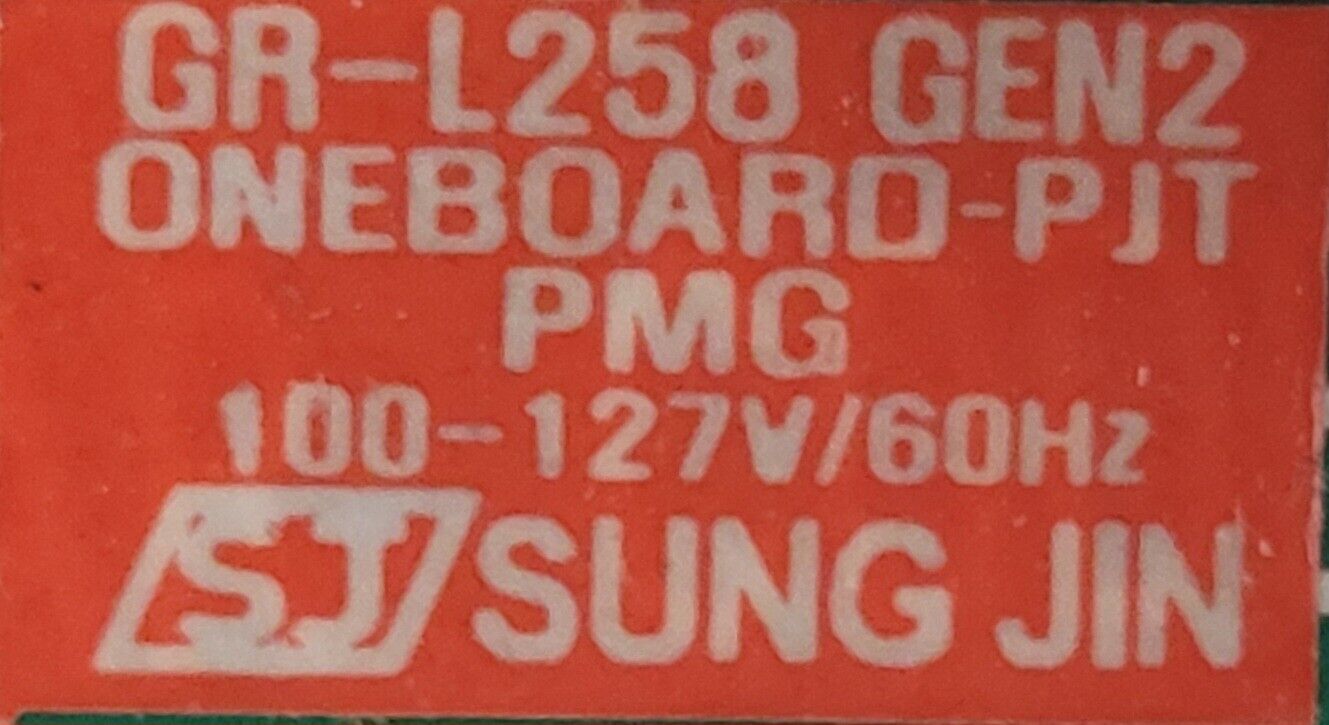 GR-L258 GEN2
ONEBOARD-PJT
PMG
100-127V/60Hz
SJ SUNG JIN